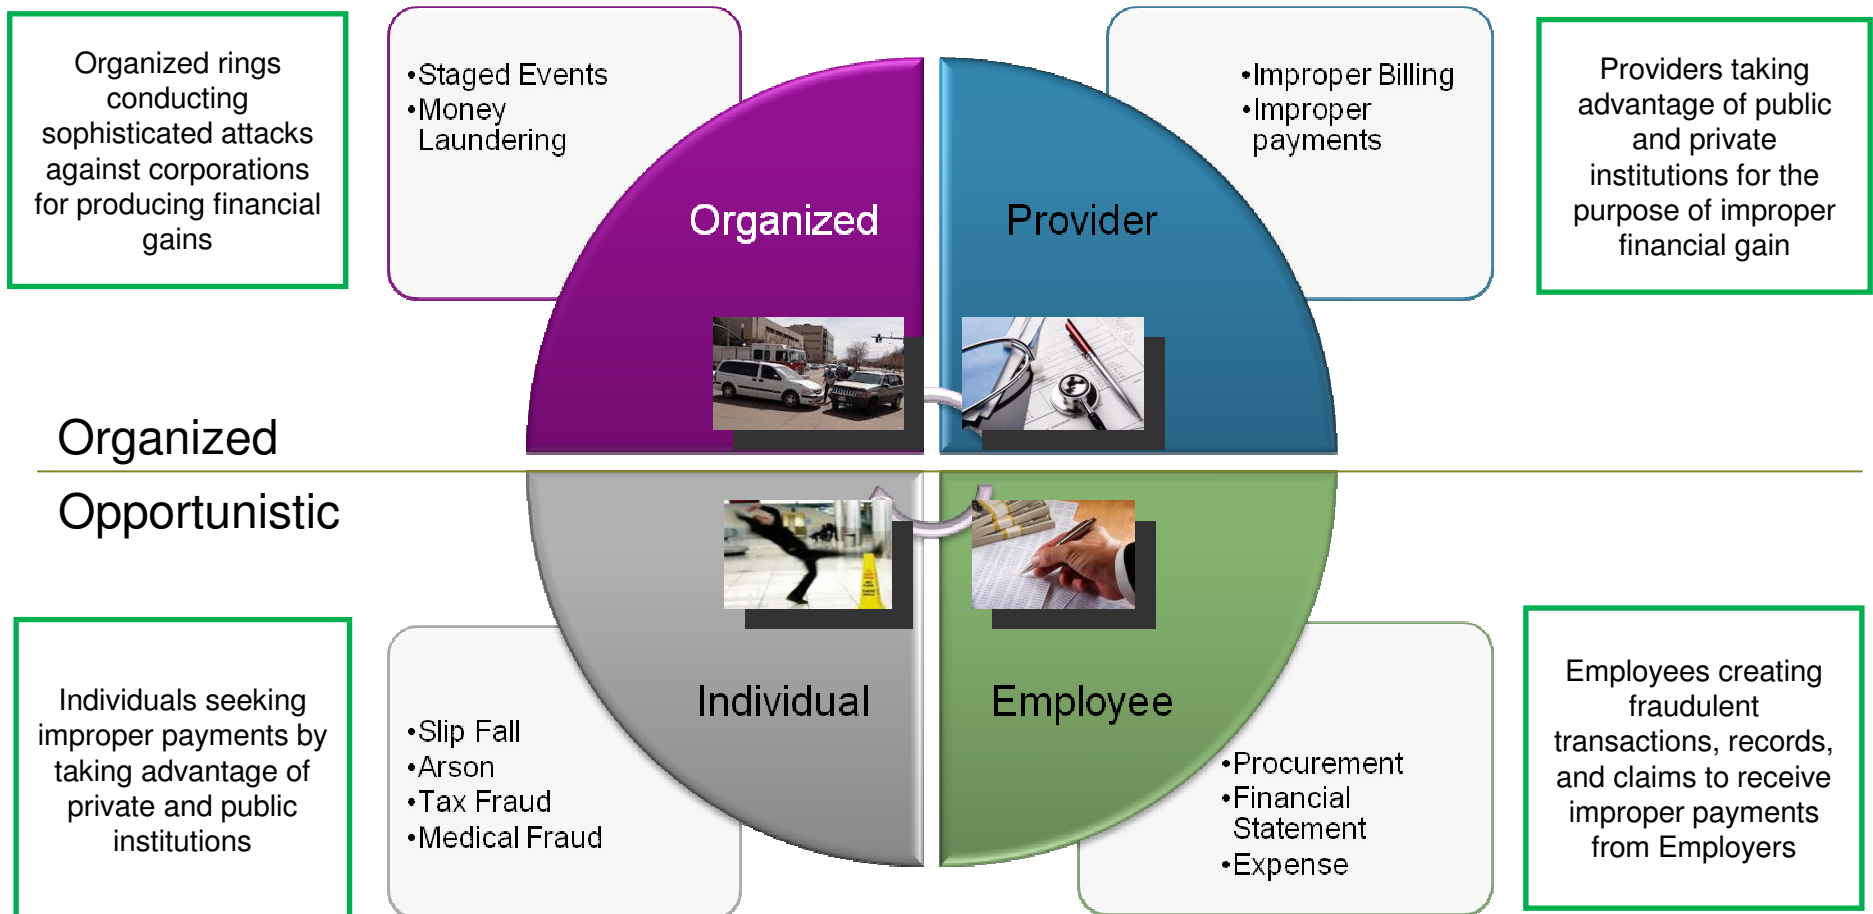 Organized rings
conducting
sophisticated attacks
against corporations
for producing financial
gains
•Staged Events
•Money
Laundering
Organized
Provider
•Improper Billing
•Improper
payments
Providers taking
advantage of public
and private
institutions for the
purpose of improper
financial gain
Organized
Opportunistic
Individuals seeking
improper payments by
taking advantage of
private and public
institutions
•Slip Fall
•Arson
•Tax Fraud
•Medical Fraud
Individual
Employee
•Procurement
•Financial
Statement
•Expense
Employees creating
fraudulent
transactions, records,
and claims to receive
improper payments
from Employers